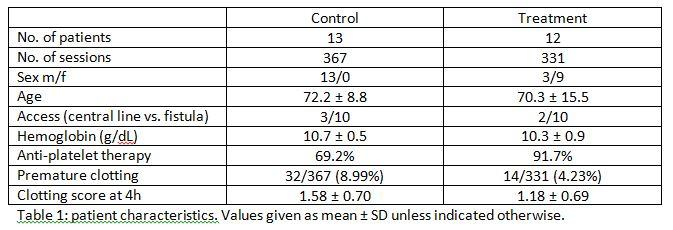 Control Treatment
No. of patients 13 12
No. of sessions 367 331
Sex m/f 13/0 3/9
Age 72.2 ± 8.8 70.3 ± 15.5
Access (central line vs. fistula) 3/10 2/10
Hemoglobin (g/dL) 10.7 ± 0.5 10.3 ± 0.9
Anti-platelet therapy 69.2% 91.7%
Premature clotting 32/367 (8.99%) 14/331 (4.23%)
Clotting score at 4h 1.58 ± 0.70 1.18 ± 0.69
Table 1: patient characteristics. Values given as mean ± SD unless indicated otherwise.